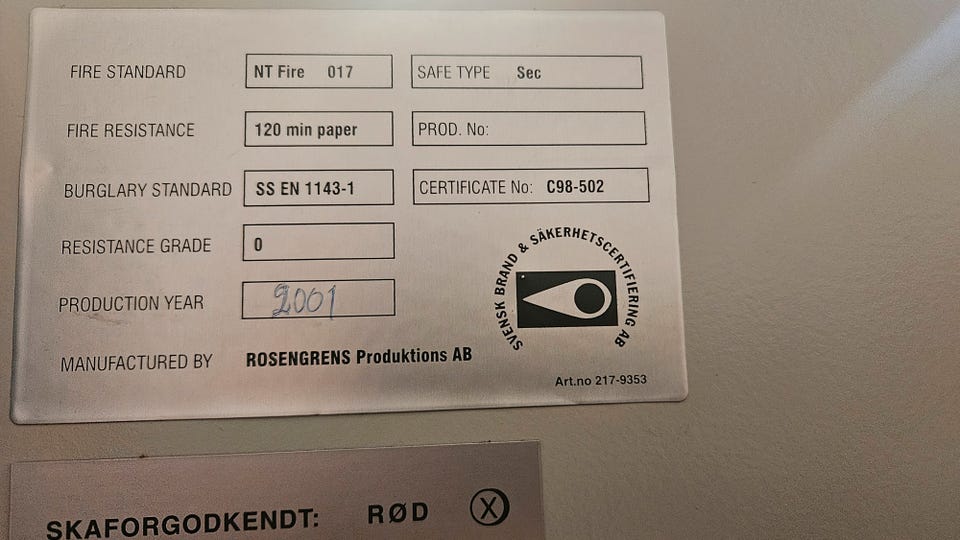 FIRE STANDARD NT Fire 017 SAFE TYPE Sec
FIRE RESISTANCE 120 min paper PROD. No:
BURGLARY STANDARD SS EN 1143-1 CERTIFICATE No: C98-502
RESISTANCE GRADE 0
PRODUCTION YEAR 2001
SVENSK BRAND & SÄKERHETSCERTIFIERING AB
MANUFACTURED BY ROSENGRENS Produktions AB
Art.no 217-9353
SKAFORGODKENDT: RØD X